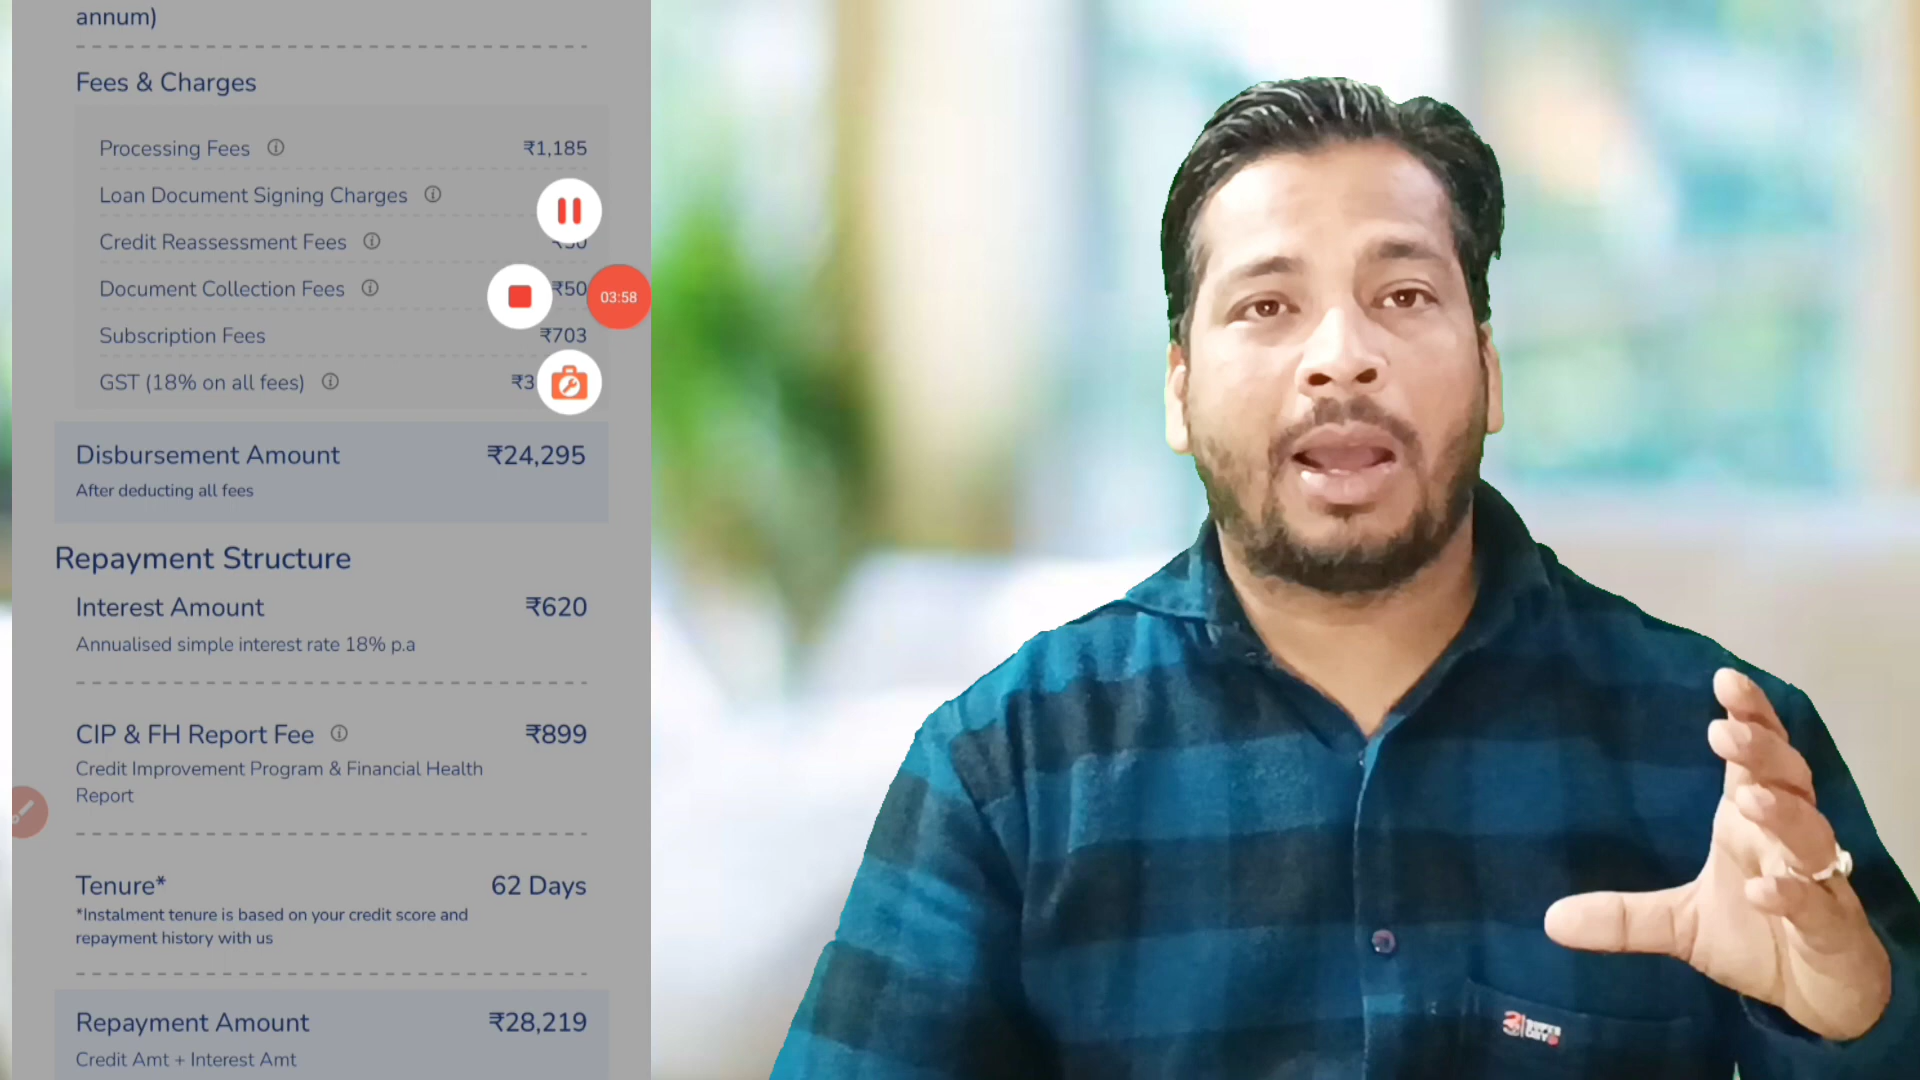 annum)
Fees & Charges
Processing Fees ₹1,185
Loan Document Signing Charges
Credit Reassessment Fees
Document Collection Fees ₹50
03:58
Subscription Fees ₹703
GST (18% on all fees) ₹3
Disbursement Amount ₹24,295
After deducting all fees
Repayment Structure
Interest Amount ₹620
Annualised simple interest rate 18% p.a
CIP & FH Report Fee ₹899
Credit Improvement Program & Financial Health
Report
Tenure* 62 Days
*Instalment tenure is based on your credit score and
repayment history with us
Repayment Amount ₹28,219
Credit Amt + Interest Amt